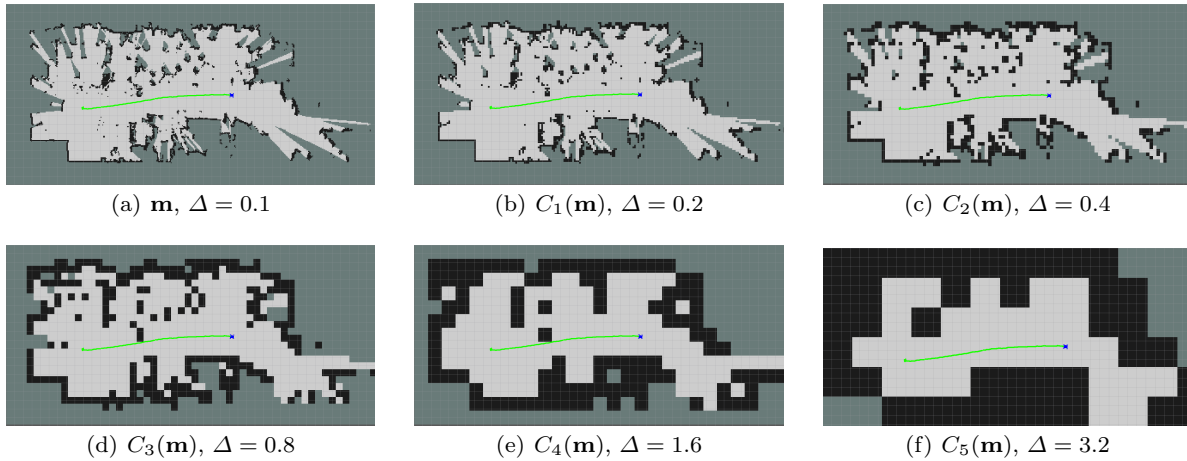 (a) m, Δ = 0.1
(b) C₁(m), Δ = 0.2
(c) C₂(m), Δ = 0.4
(d) C₃(m), Δ = 0.8
(e) C₄(m), Δ = 1.6
(f) C₅(m), Δ = 3.2